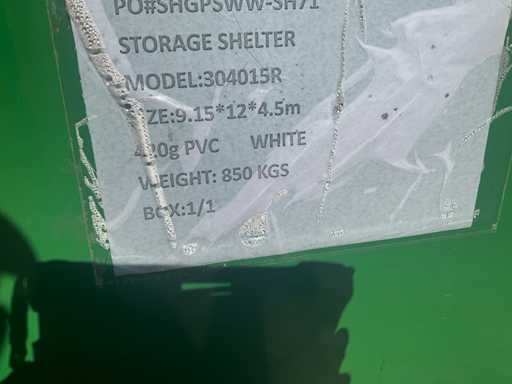 PO#SHGPSWW-SH71
STORAGE SHELTER
MODEL:304015R
ZE:9.15*12*4.5m
420g PVC WHITE
WEIGHT: 850 KGS
BOX:1/1